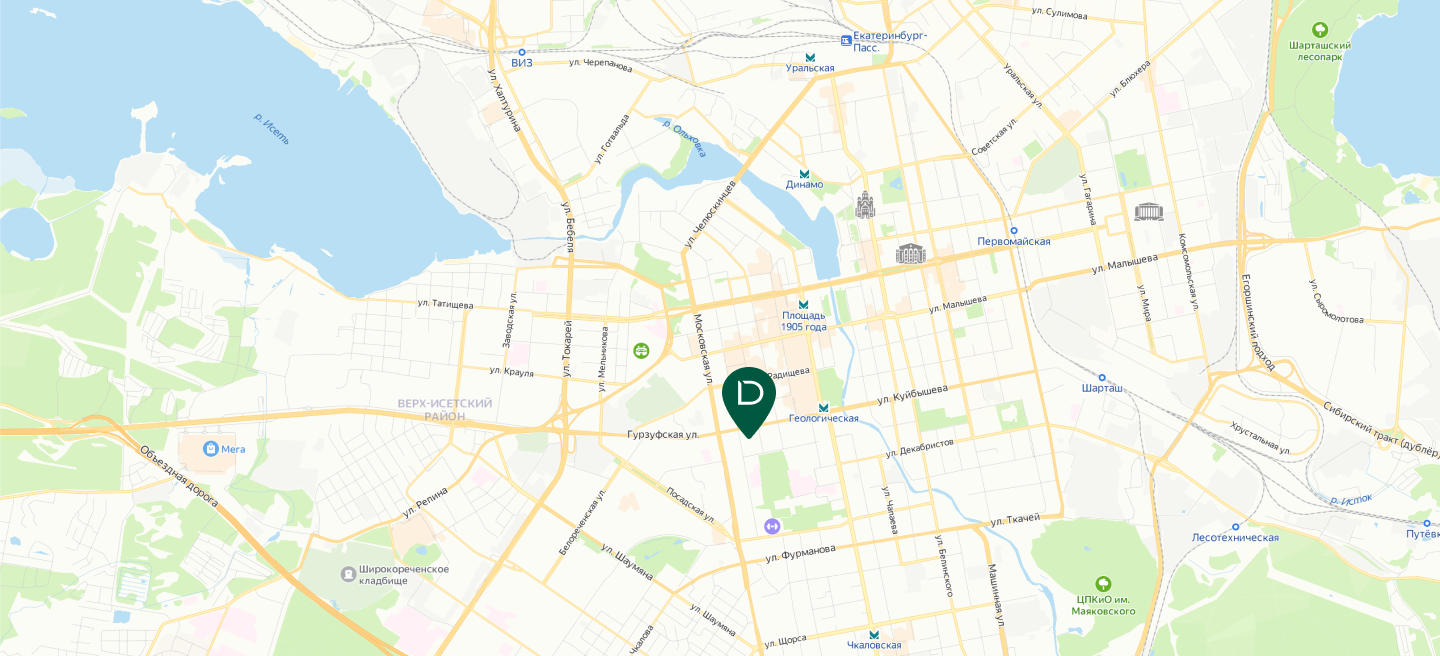 ул. Сулимова
Екатеринбург-
Пасс.
Шарташский
лесопарк
ВИЗ
ул. Черепанова
Уральская
ул. Халтурина
Уральская ул.
ул. Блюхера
р. Исеть
р. Ольховка
ул. Готвальда
Советская ул.
Динамо
ул. Гагарина
ул. Бебеля
ул. Челюскинцев
Первомайская
Комсомольская ул.
ул. Малышева
Егоршинский подход
ул. Татищева
Заводская ул.
ул. Малышева
ул. Мира
ул. Сыромолотова
Площадь
1905 года
ул. Токарей
ул. Мельникова
Московская ул.
ул. Крауля
Радищева
D
Шарташ
ул. Куйбышева
ВЕРХ-ИСЕТСКИЙ
РАЙОН
Геологическая
Гурзуфская ул.
Сибирский тракт (дублёр)
Хрустальная ул.
Мега
ул. Декабристов
Объездная дорога
ул. Репина
Посадская ул.
Белореченская ул.
ул. Чапаева
р. Исток
ул. Ткачей
Лесотехническая
Путёвк
ул. Фурманова
ул. Белинского
ул. Шаумяна
Широкореченское
кладбище
Машинная ул.
ЦПКиО им.
Маяковского
ул. Шаумяна
Чкалова
ул. Щорса
Чкаловская